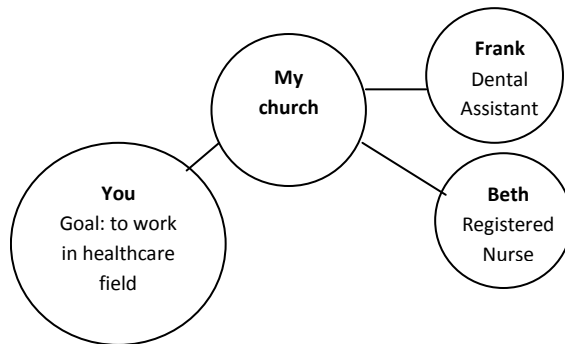 My
church
Frank
Dental
Assistant
You
Goal: to work
in healthcare
field
Beth
Registered
Nurse